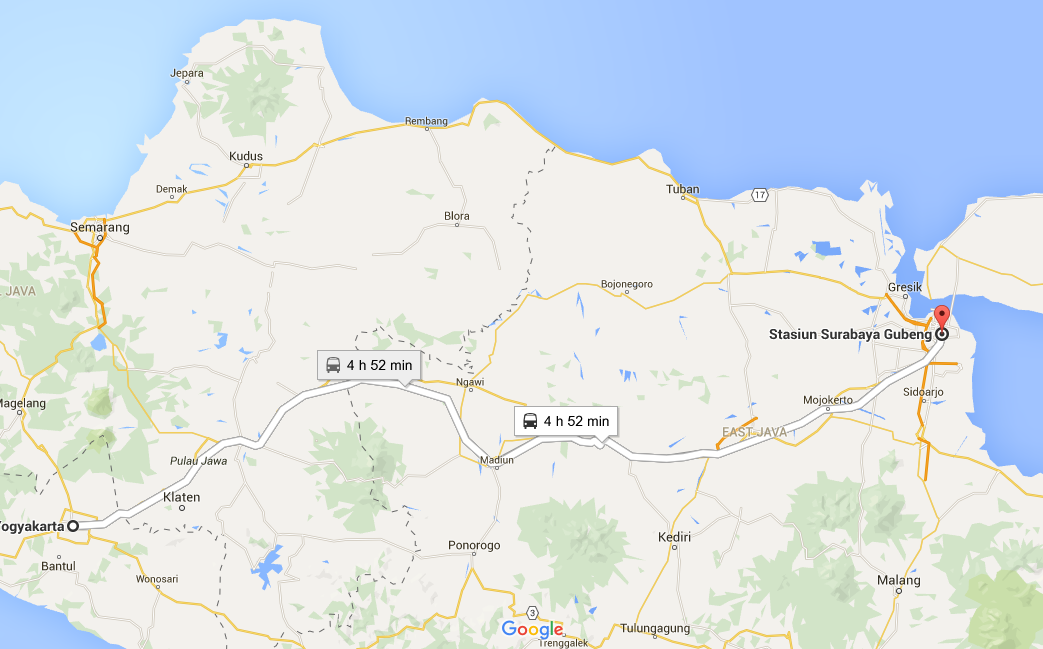 Jepara
Rembang
Kudus
Demak
Tuban
17
Blora
Semarang
Bojonegoro
Gresik
JAVA
Stasiun Surabaya Gubeng
4 h 52 min
Ngawi
Magelang
Sidoarjo
Mojokerto
4 h 52 min
EAST JAVA
Pulau Jawa
Madiun
Klaten
Yogyakarta
Kediri
Ponorogo
Bantul
Wonosari
Malang
3
Google
Tulungagung
Trenggalek